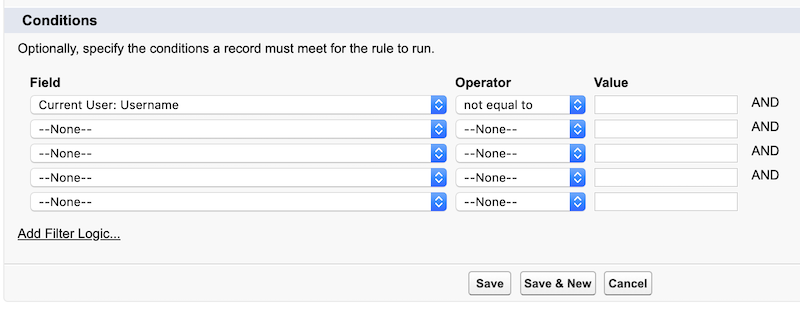 Conditions
Optionally, specify the conditions a record must meet for the rule to run.
Field Operator Value
Current User: Username not equal to AND
--None-- --None-- AND
--None-- --None-- AND
--None-- --None-- AND
--None-- --None--
Add Filter Logic...
Save Save & New Cancel